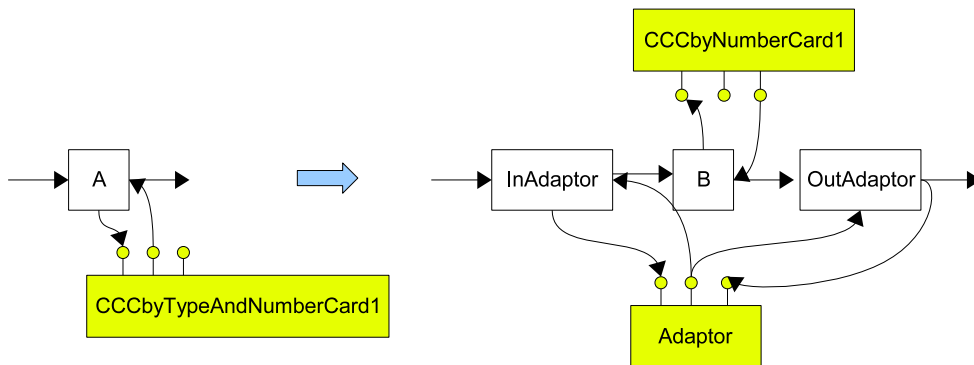 CCCbyNumberCard1
A
InAdaptor
B
OutAdaptor
CCCbyTypeAndNumberCard1
Adaptor